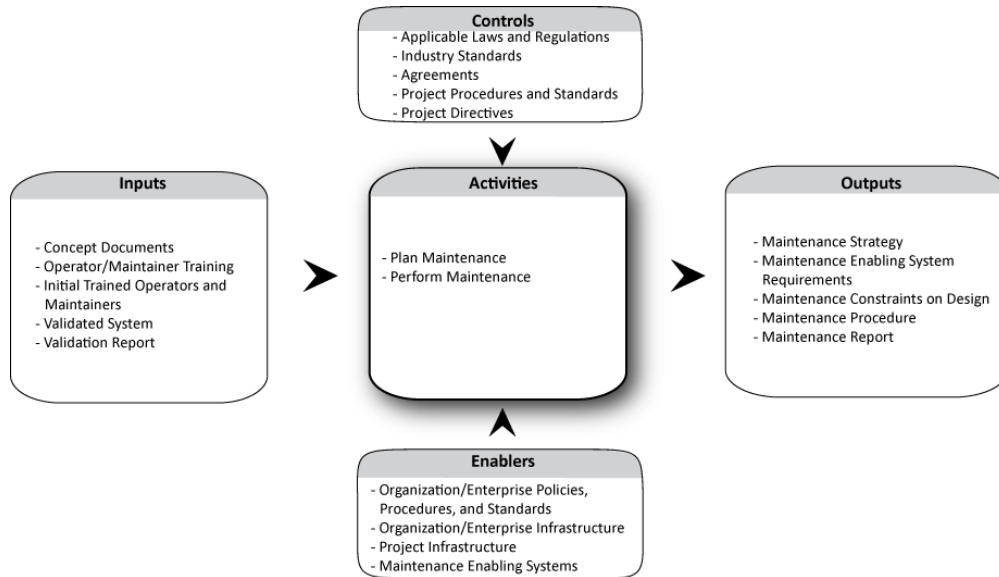 Controls
- Applicable Laws and Regulations
- Industry Standards
- Agreements
- Project Procedures and Standards
- Project Directives
Inputs
- Concept Documents
- Operator/Maintainer Training
- Initial Trained Operators and
Maintainers
- Validated System
- Validation Report
Activities
- Plan Maintenance
- Perform Maintenance
Outputs
- Maintenance Strategy
- Maintenance Enabling System
Requirements
- Maintenance Constraints on Design
- Maintenance Procedure
- Maintenance Report
Enablers
- Organization/Enterprise Policies,
Procedures, and Standards
- Organization/Enterprise Infrastructure
- Project Infrastructure
- Maintenance Enabling Systems